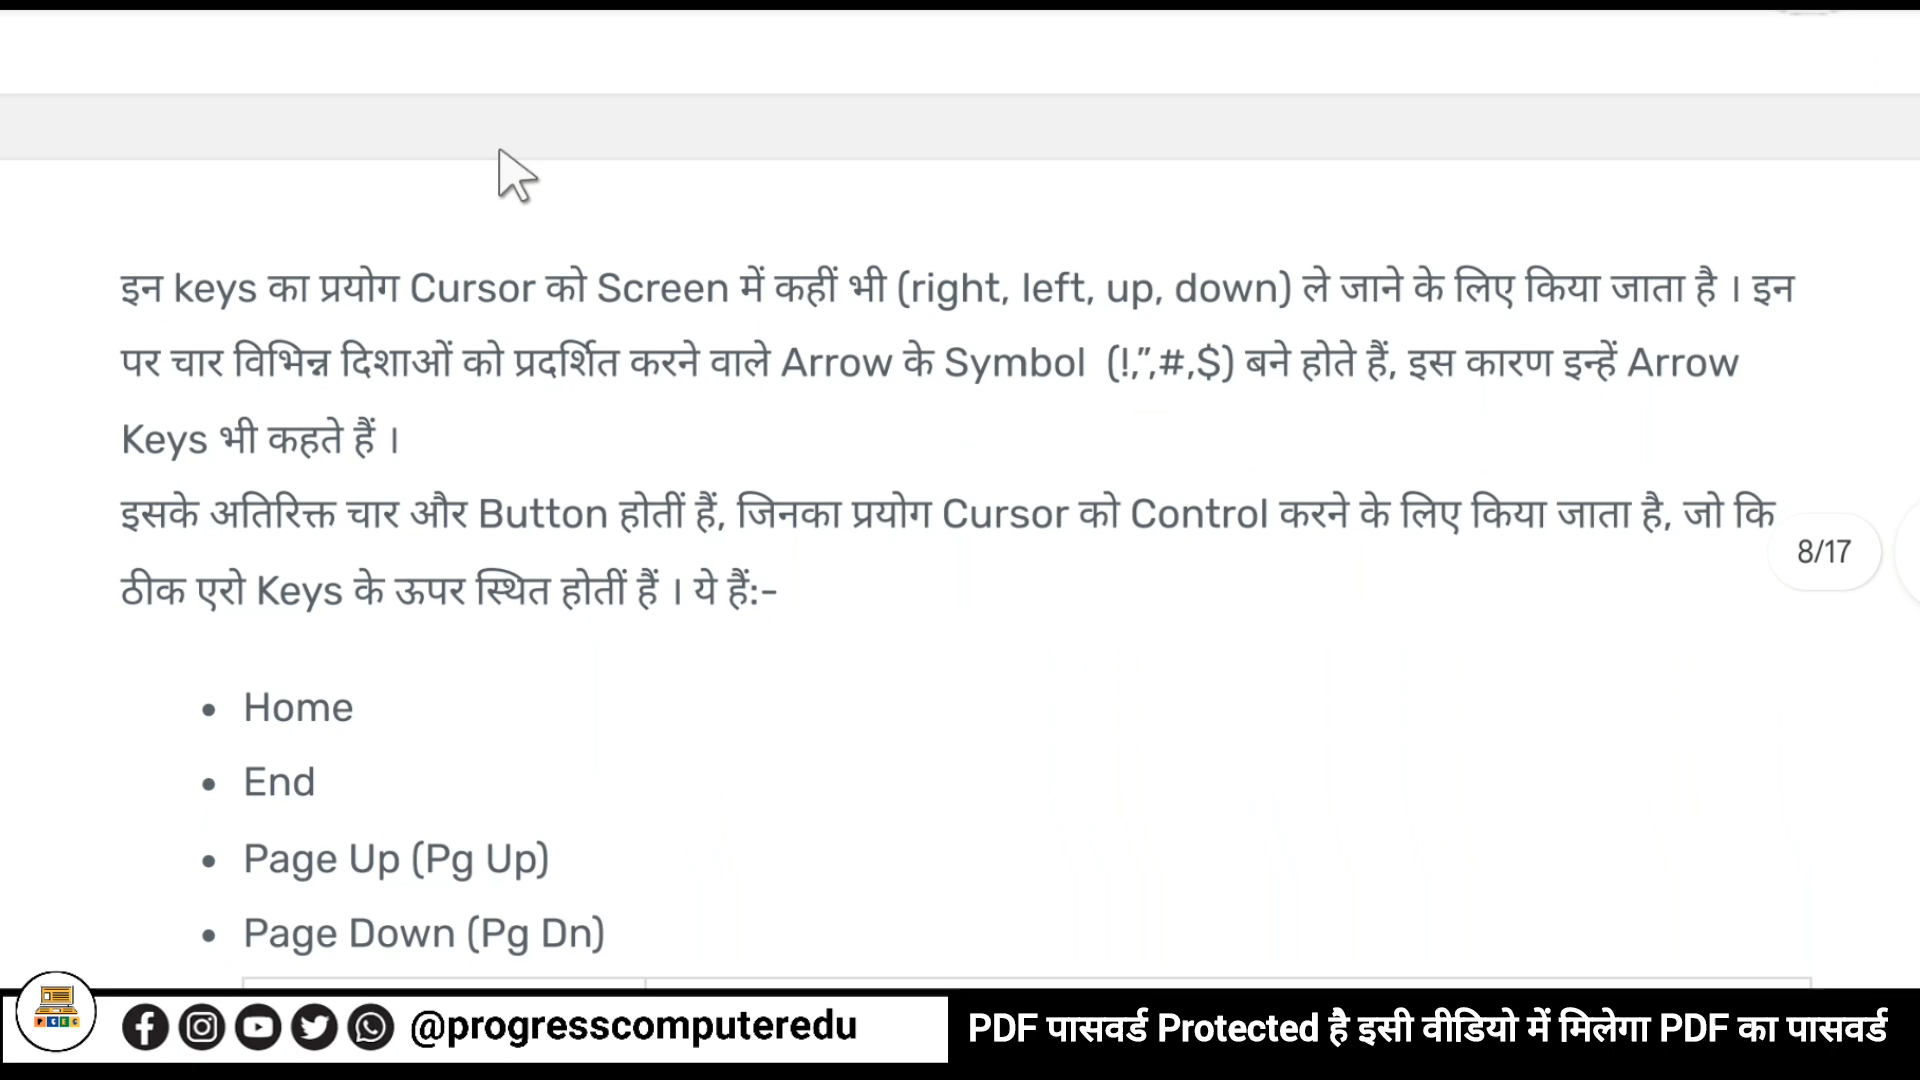 इन keys का प्रयोग Cursor को Screen में कहीं भी (right, left, up, down) ले जाने के लिए किया जाता है । इन
पर चार विभिन्न दिशाओं को प्रदर्शित करने वाले Arrow के Symbol (!,”,#,$) बने होते हैं, इस कारण इन्हें Arrow
Keys भी कहते हैं ।
इसके अतिरिक्त चार और Button होतीं हैं, जिनका प्रयोग Cursor को Control करने के लिए किया जाता है, जो कि
8/17
ठीक एरो Keys के ऊपर स्थित होतीं हैं । ये हैं:-
• Home
• End
• Page Up (Pg Up)
• Page Down (Pg Dn)
PCEC
@progresscomputeredu
PDF पासवर्ड Protected है इसी वीडियो में मिलेगा PDF का पासवर्ड